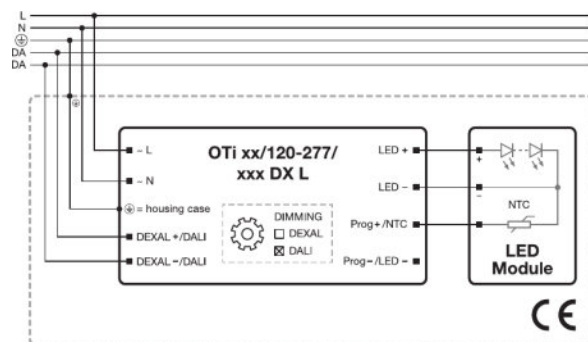 L
N
⏚
DA
DA
⏚
OTi xx/120-277/
xxx DX L
~ L
~ N
⏚ = housing case
DEXAL +/DALI
DEXAL −/DALI
DIMMING
☐ DEXAL
☒ DALI
LED +
LED −
Prog+/NTC
Prog−/LED −
+
−
NTC
LED
Module
CE